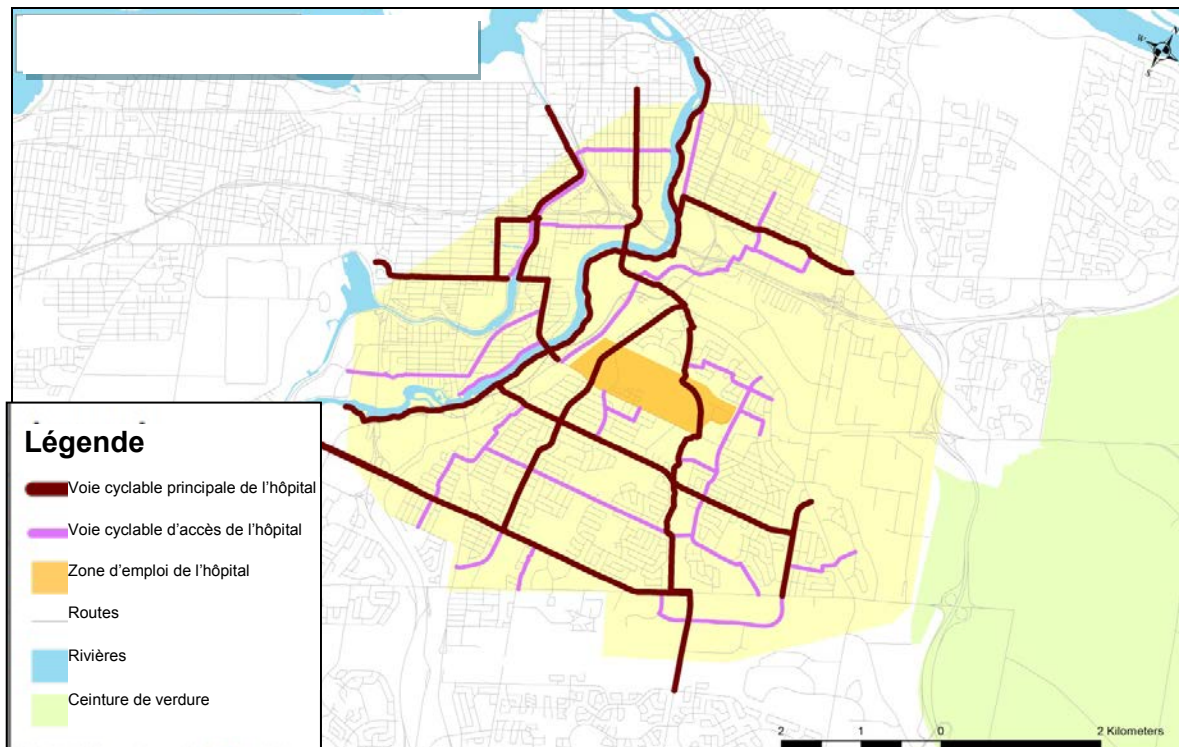 N
W
S
Légende
Voie cyclable principale de l'hôpital
Voie cyclable d'accès de l'hôpital
Zone d'emploi de l'hôpital
Routes
Rivières
Ceinture de verdure
2 1 0 2 Kilometers